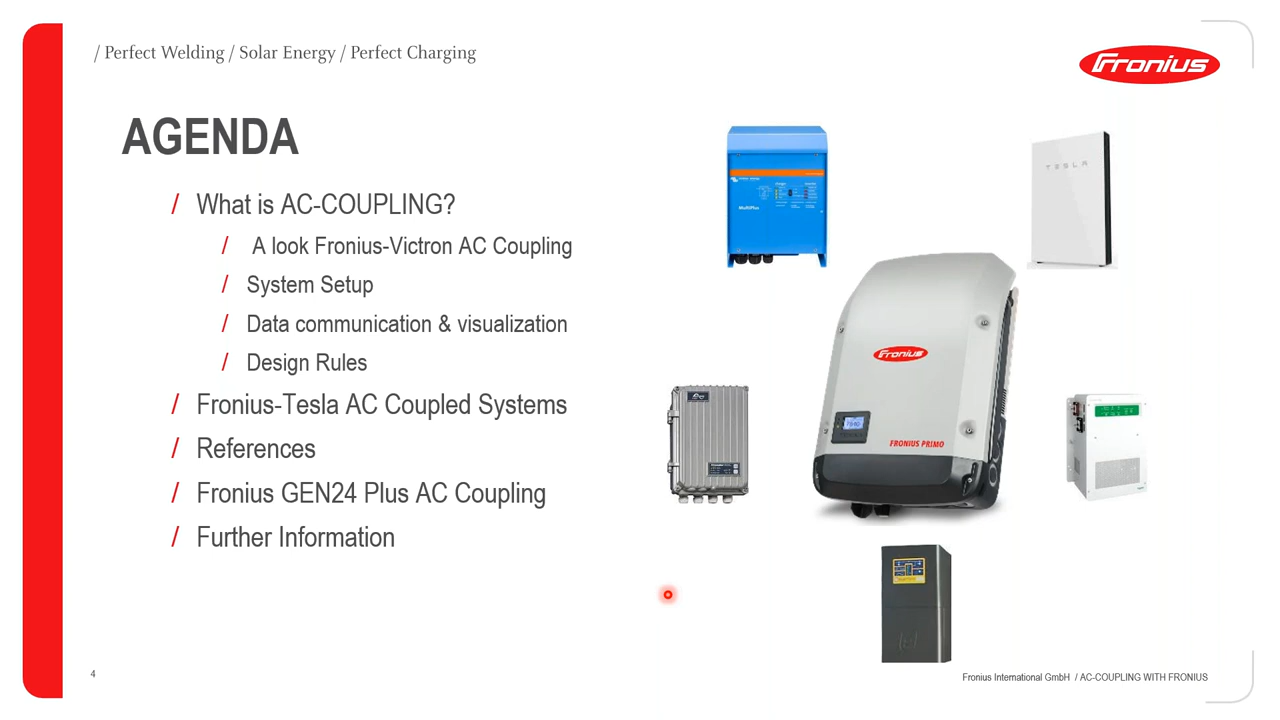 / Perfect Welding / Solar Energy / Perfect Charging
Fronius
AGENDA
/ What is AC-COUPLING?
/ A look Fronius-Victron AC Coupling
/ System Setup
/ Data communication & visualization
/ Design Rules
/ Fronius-Tesla AC Coupled Systems
/ References
/ Fronius GEN24 Plus AC Coupling
/ Further Information
MultiPlus
TESLA
Fronius
FRONIUS PRIMO
4
Fronius International GmbH / AC-COUPLING WITH FRONIUS